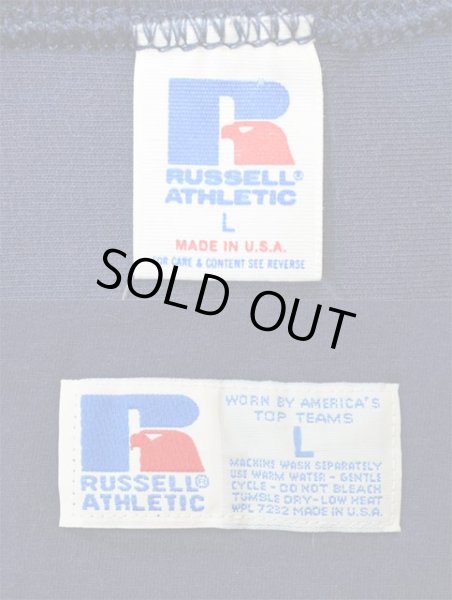 R
RUSSELL®
ATHLETIC
L
MADE IN U.S.A.
FOR CARE & CONTENT SEE REVERSE
SOLD OUT
R
RUSSELL®
ATHLETIC
WORN BY AMERICA'S
TOP TEAMS
L
MACHINE WASH SEPARATELY
USE WARM WATER - GENTLE
CYCLE - DO NOT BLEACH
TUMBLE DRY - LOW HEAT
WPL 7232 MADE IN U.S.A.